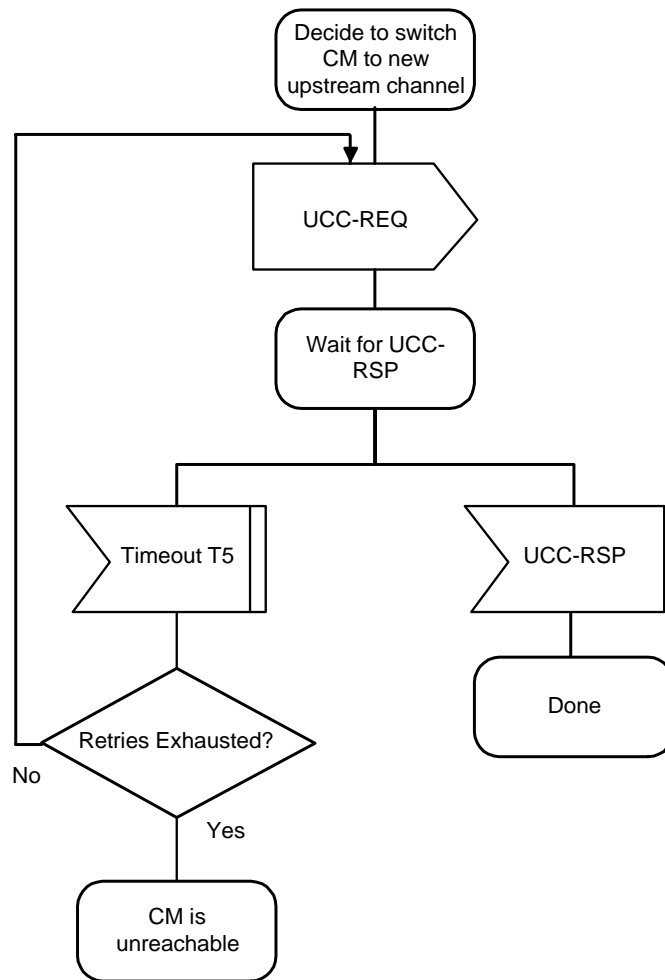 Decide to switch
CM to new
upstream channel
UCC-REQ
Wait for UCC-
RSP
Timeout T5
UCC-RSP
Retries Exhausted?
Done
No
Yes
CM is
unreachable